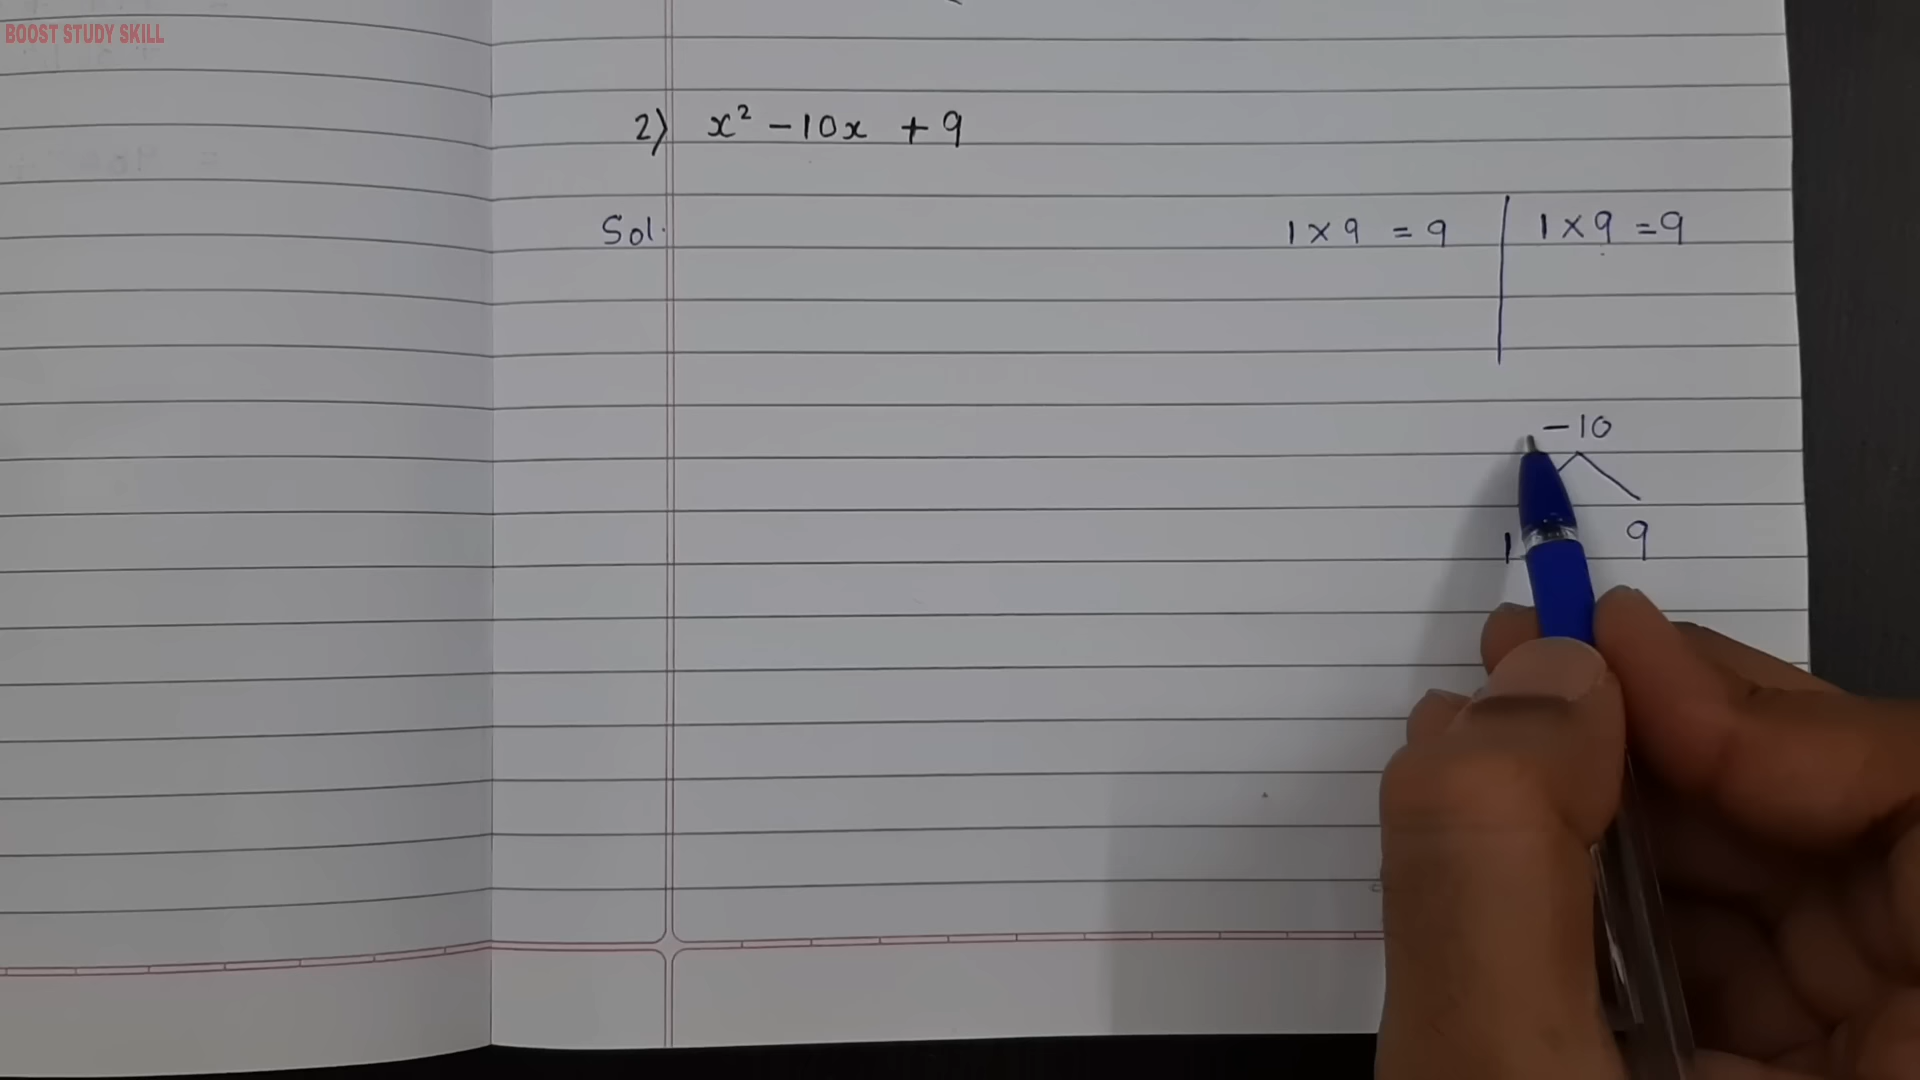 BOOST STUDY SKILL
2) x² - 10x + 9
Sol.
1 × 9 = 9 | 1 × 9 = 9
-10
1 9